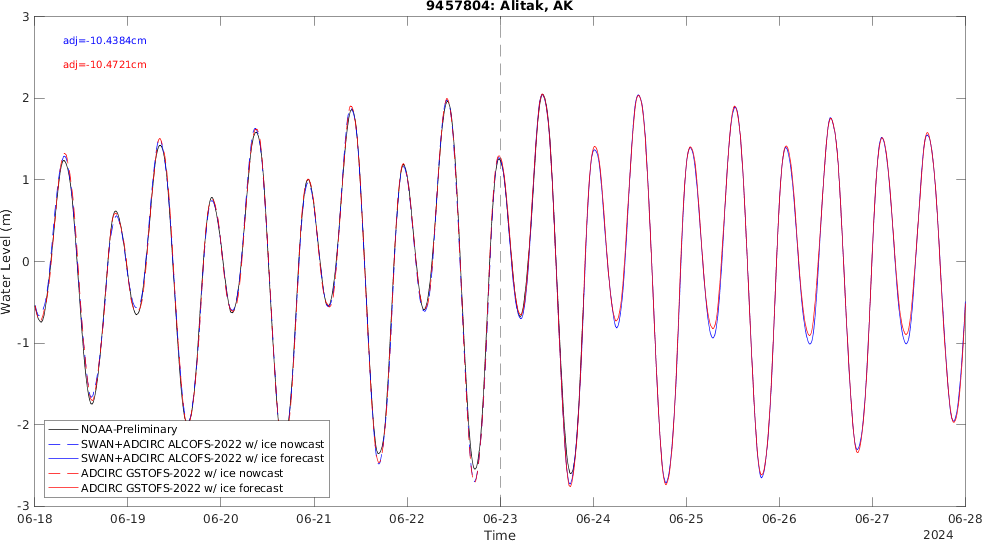 9457804: Alitak, AK
adj=-10.4384cm
adj=-10.4721cm
3
2
1
0
-1
-2
-3
Water Level (m)
NOAA-Preliminary
SWAN+ADCIRC ALCOFS-2022 w/ ice nowcast
SWAN+ADCIRC ALCOFS-2022 w/ ice forecast
ADCIRC GSTOFS-2022 w/ ice nowcast
ADCIRC GSTOFS-2022 w/ ice forecast
06-18 06-19 06-20 06-21 06-22 06-23 06-24 06-25 06-26 06-27 06-28
Time
2024